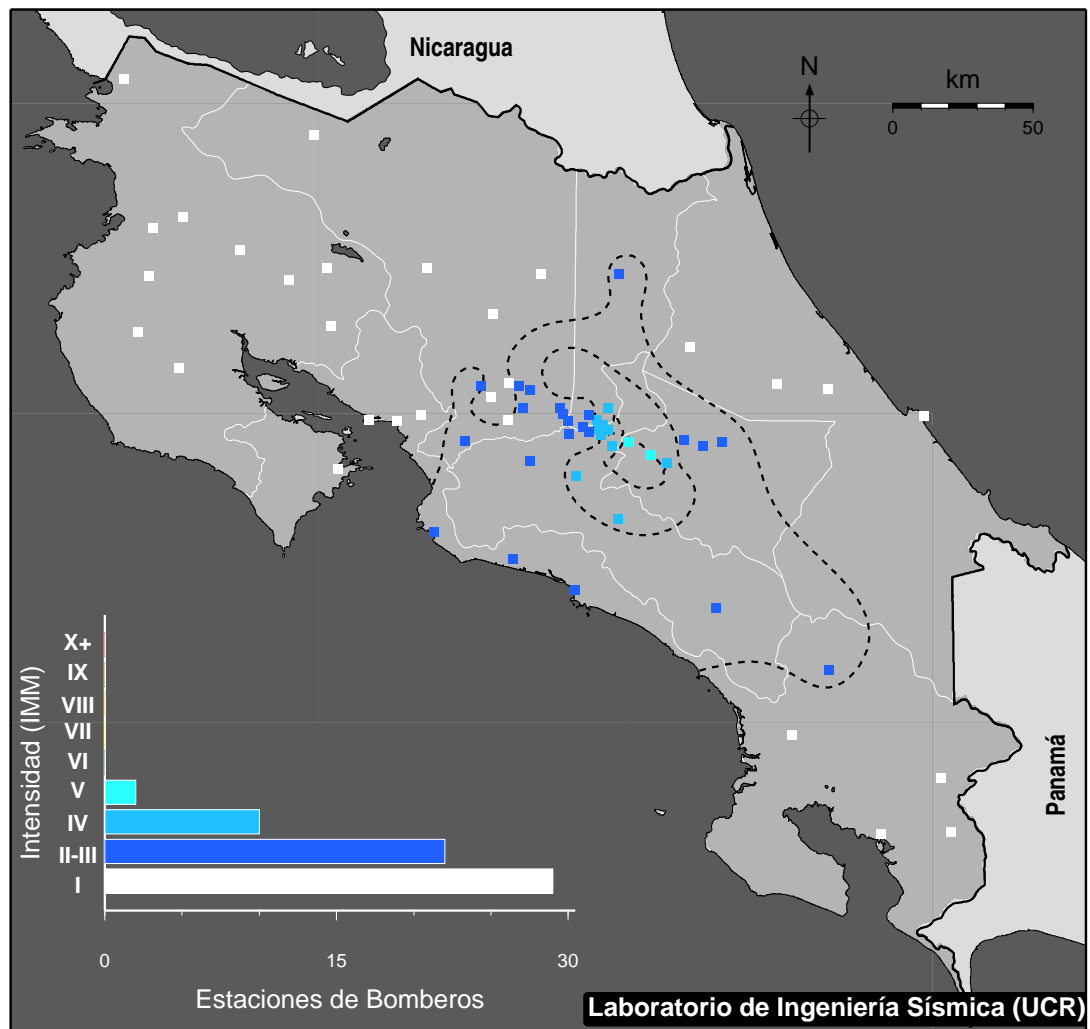 Nicaragua
N
km
0 50
Panamá
Intensidad (IMM)
X+
IX
VIII
VII
VI
V
IV
II-III
I
0 15 30
Estaciones de Bomberos
Laboratorio de Ingeniería Sísmica (UCR)